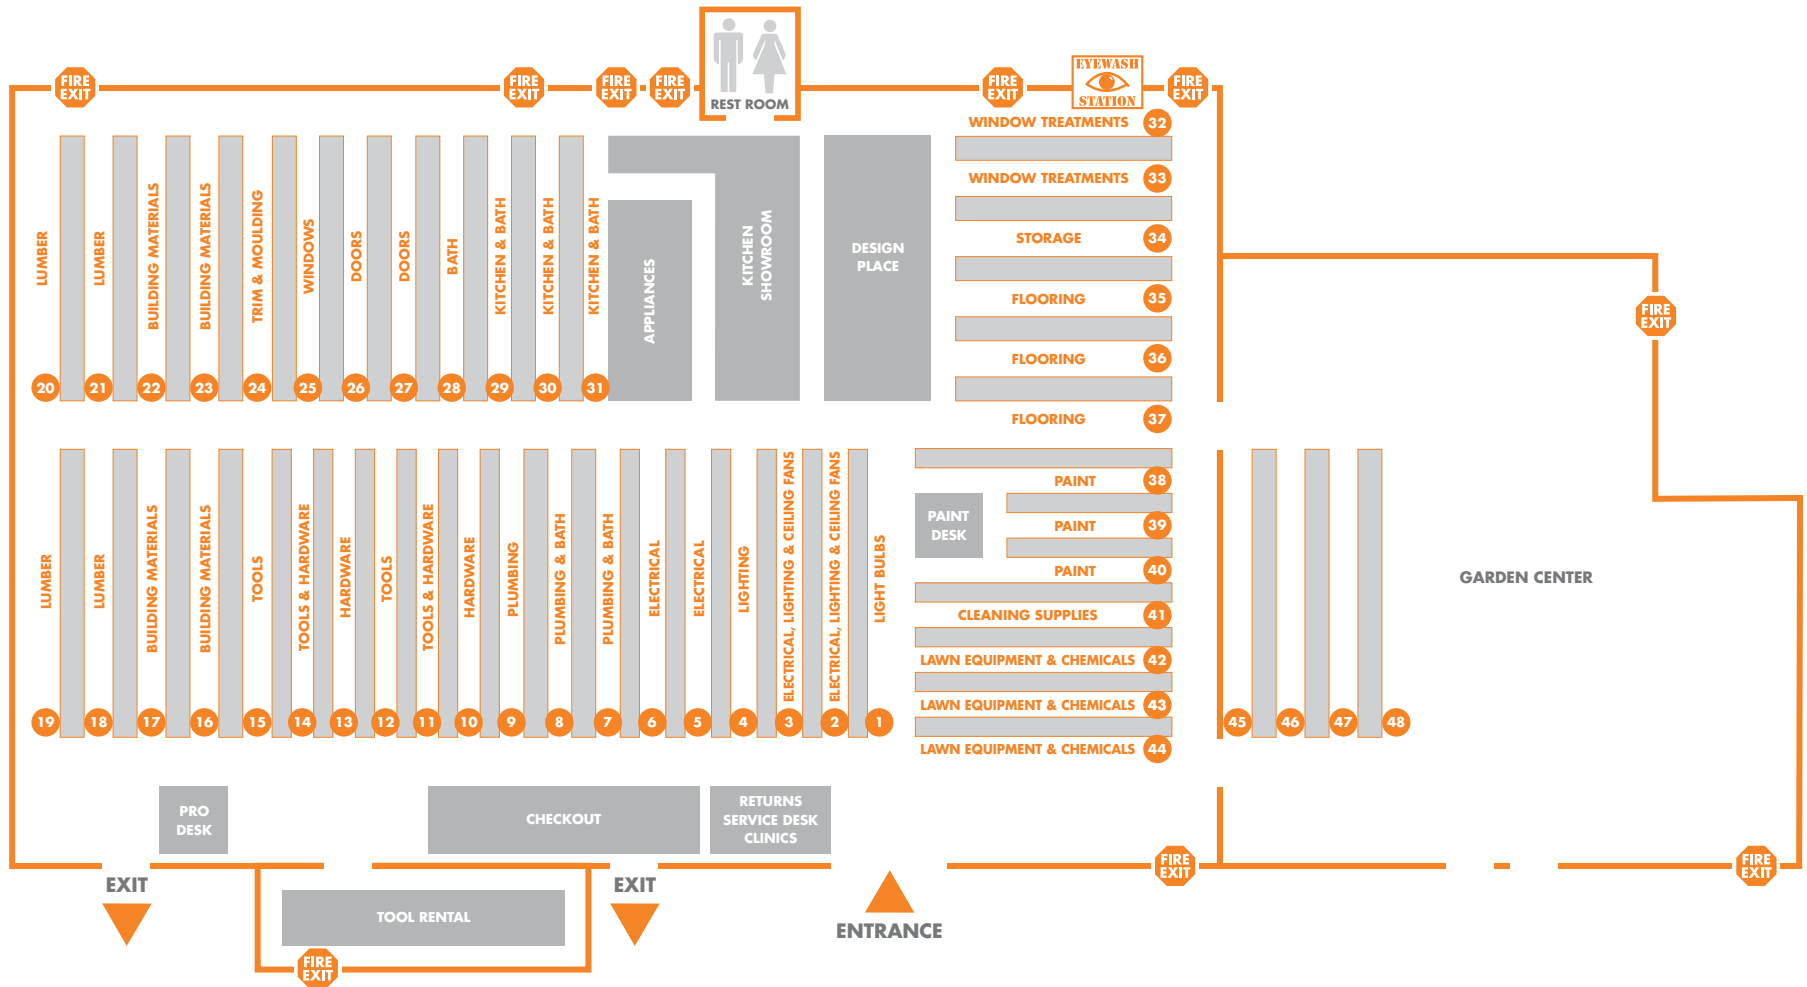 FIRE
EXIT
FIRE
EXIT
FIRE
EXIT
FIRE
EXIT
REST ROOM
FIRE
EXIT
EYEWASH
STATION
FIRE
EXIT
LUMBER
20
LUMBER
21
BUILDING MATERIALS
22
BUILDING MATERIALS
23
TRIM & MOULDING
24
WINDOWS
25
DOORS
26
DOORS
27
BATH
28
KITCHEN & BATH
29
KITCHEN & BATH
30
KITCHEN & BATH
31
APPLIANCES
KITCHEN
SHOWROOM
DESIGN
PLACE
WINDOW TREATMENTS 32
WINDOW TREATMENTS 33
STORAGE 34
FLOORING 35
FLOORING 36
FLOORING 37
FIRE
EXIT
LUMBER
19
LUMBER
18
BUILDING MATERIALS
17
BUILDING MATERIALS
16
TOOLS
15
TOOLS & HARDWARE
14
HARDWARE
13
TOOLS
12
TOOLS & HARDWARE
11
HARDWARE
10
PLUMBING
9
PLUMBING & BATH
8
PLUMBING & BATH
7
ELECTRICAL
6
ELECTRICAL
5
LIGHTING
4
ELECTRICAL, LIGHTING & CEILING FANS
3
ELECTRICAL, LIGHTING & CEILING FANS
2
LIGHT BULBS
1
PAINT 38
PAINT
DESK
PAINT 39
PAINT 40
CLEANING SUPPLIES 41
LAWN EQUIPMENT & CHEMICALS 42
LAWN EQUIPMENT & CHEMICALS 43
LAWN EQUIPMENT & CHEMICALS 44
45
46
47
48
GARDEN CENTER
PRO
DESK
CHECKOUT
RETURNS
SERVICE DESK
CLINICS
EXIT
TOOL RENTAL
FIRE
EXIT
EXIT
ENTRANCE
FIRE
EXIT
FIRE
EXIT